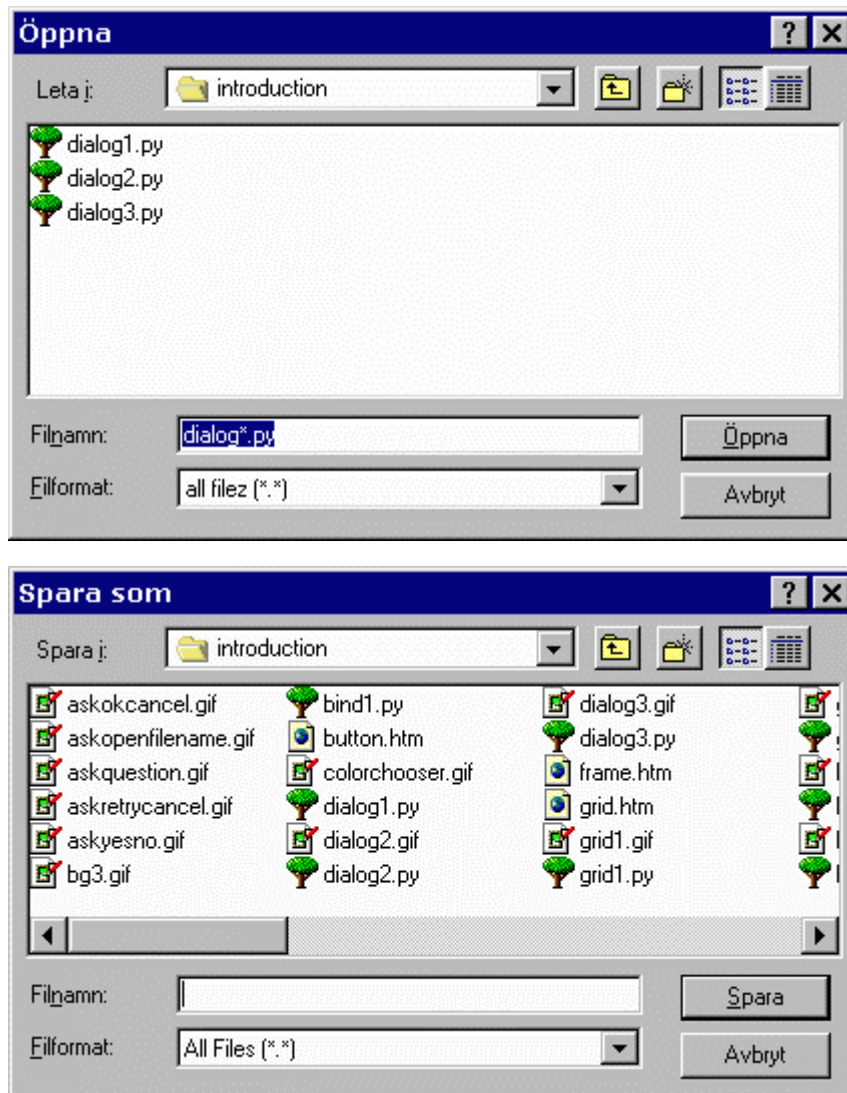 Öppna
Leta i: introduction
dialog1.py
dialog2.py
dialog3.py
Filnamn: dialog*.py Öppna
Filformat: all filez (*.*) Avbryt
Spara som
Spara i: introduction
askokcancel.gif bind1.py dialog3.gif
askopenfilename.gif button.htm dialog3.py
askquestion.gif colorchooser.gif frame.htm
askretrycancel.gif dialog1.py grid.htm
askyesno.gif dialog2.gif grid1.gif
bg3.gif dialog2.py grid1.py
Filnamn: Spara
Filformat: All Files (*.*) Avbryt